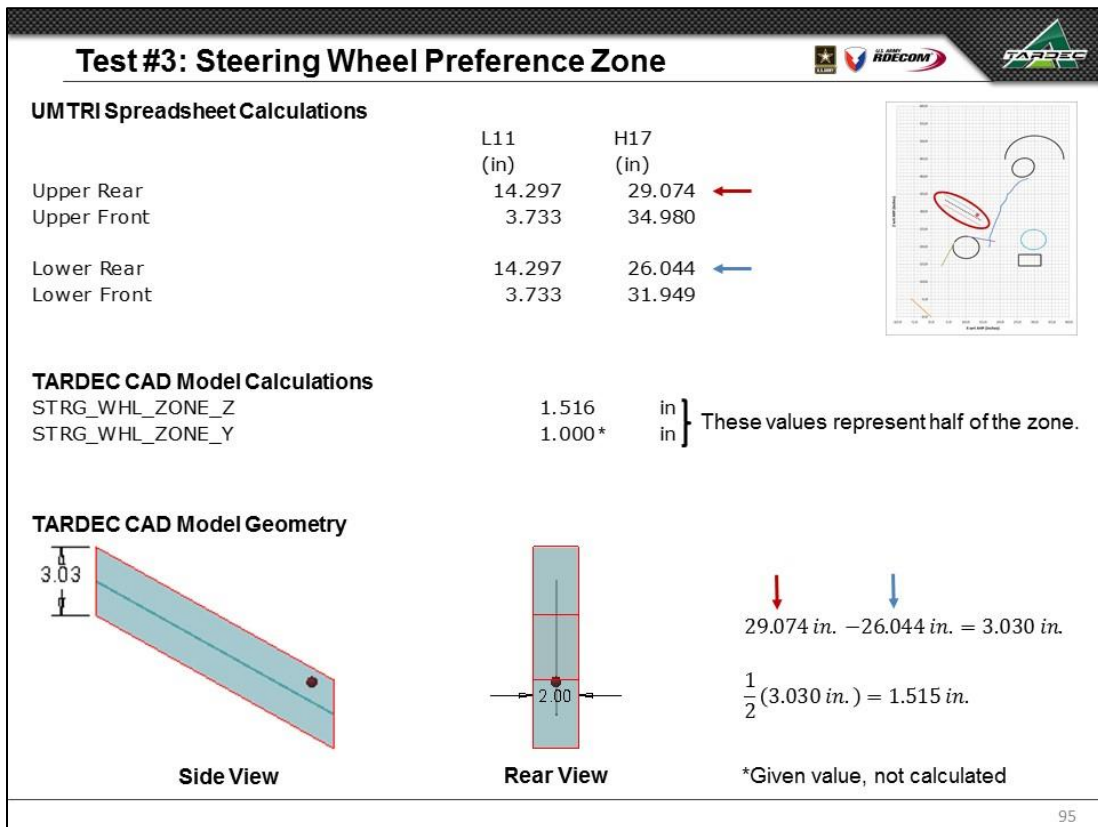 Test #3: Steering Wheel Preference Zone
U.S. ARMY
U.S. ARMY
RDECOM
TARDEC
UMTRI Spreadsheet Calculations
L11 H17
(in) (in)
Upper Rear 14.297 29.074
Upper Front 3.733 34.980
Lower Rear 14.297 26.044
Lower Front 3.733 31.949
TARDEC CAD Model Calculations
STRG_WHL_ZONE_Z 1.516 in
STRG_WHL_ZONE_Y 1.000* in
These values represent half of the zone.
TARDEC CAD Model Geometry
3.03
2.00
29.074 in. −26.044 in. = 3.030 in.
1/2 (3.030 in.) = 1.515 in.
Side View
Rear View
*Given value, not calculated
95